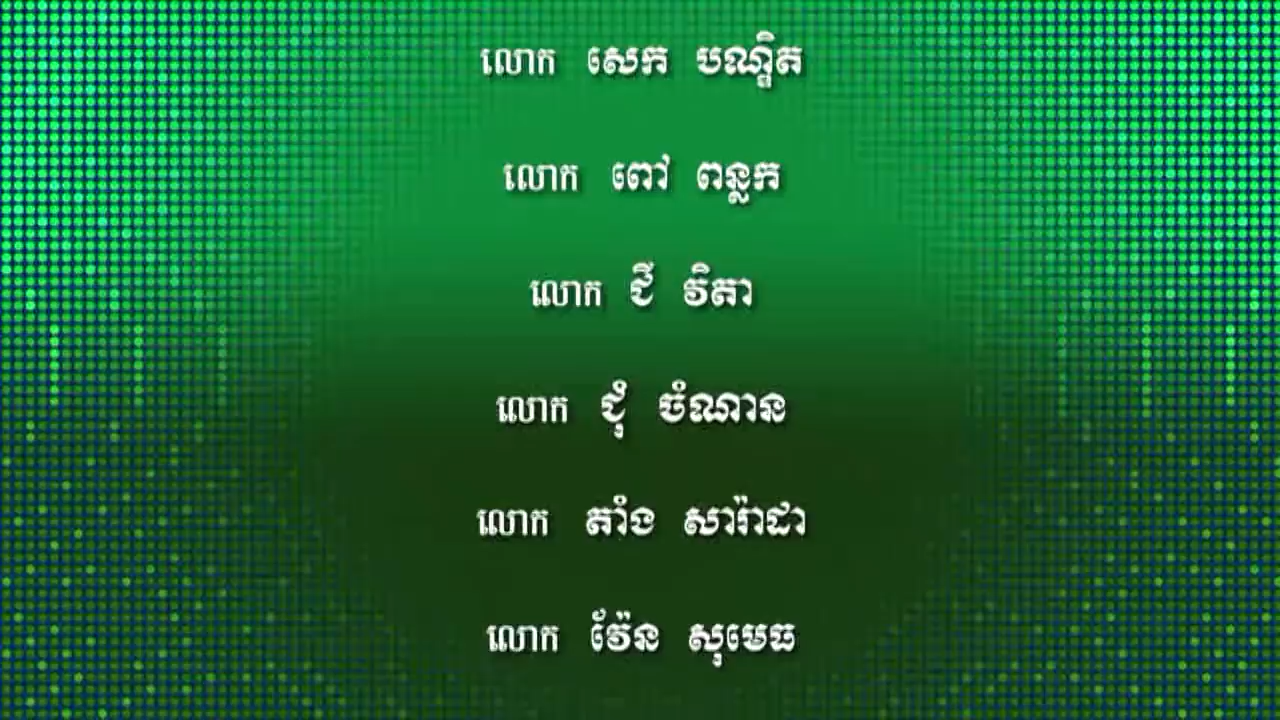 លោក សេក បណ្ឌិត
លោក ពៅ ពន្លក
លោក ជី វិតា
លោក ជុំ ចំណាន
លោក តាំង សារ៉ាដា
លោក វ៉ែន សុមេធ